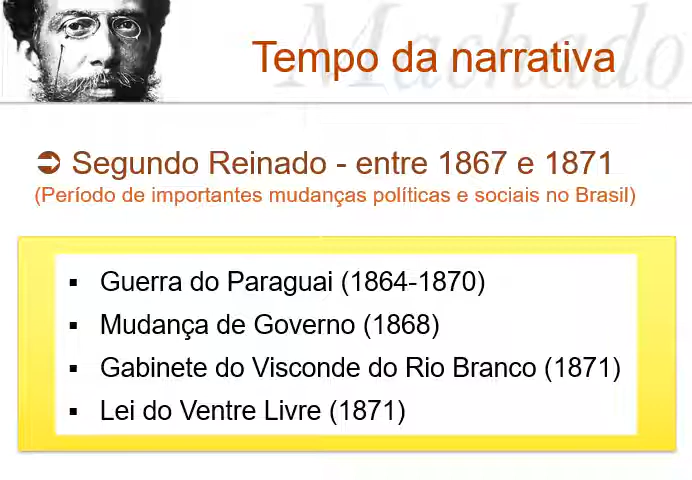 Machado
Tempo da narrativa
➲ Segundo Reinado - entre 1867 e 1871
(Período de importantes mudanças políticas e sociais no Brasil)
▪ Guerra do Paraguai (1864-1870)
▪ Mudança de Governo (1868)
▪ Gabinete do Visconde do Rio Branco (1871)
▪ Lei do Ventre Livre (1871)